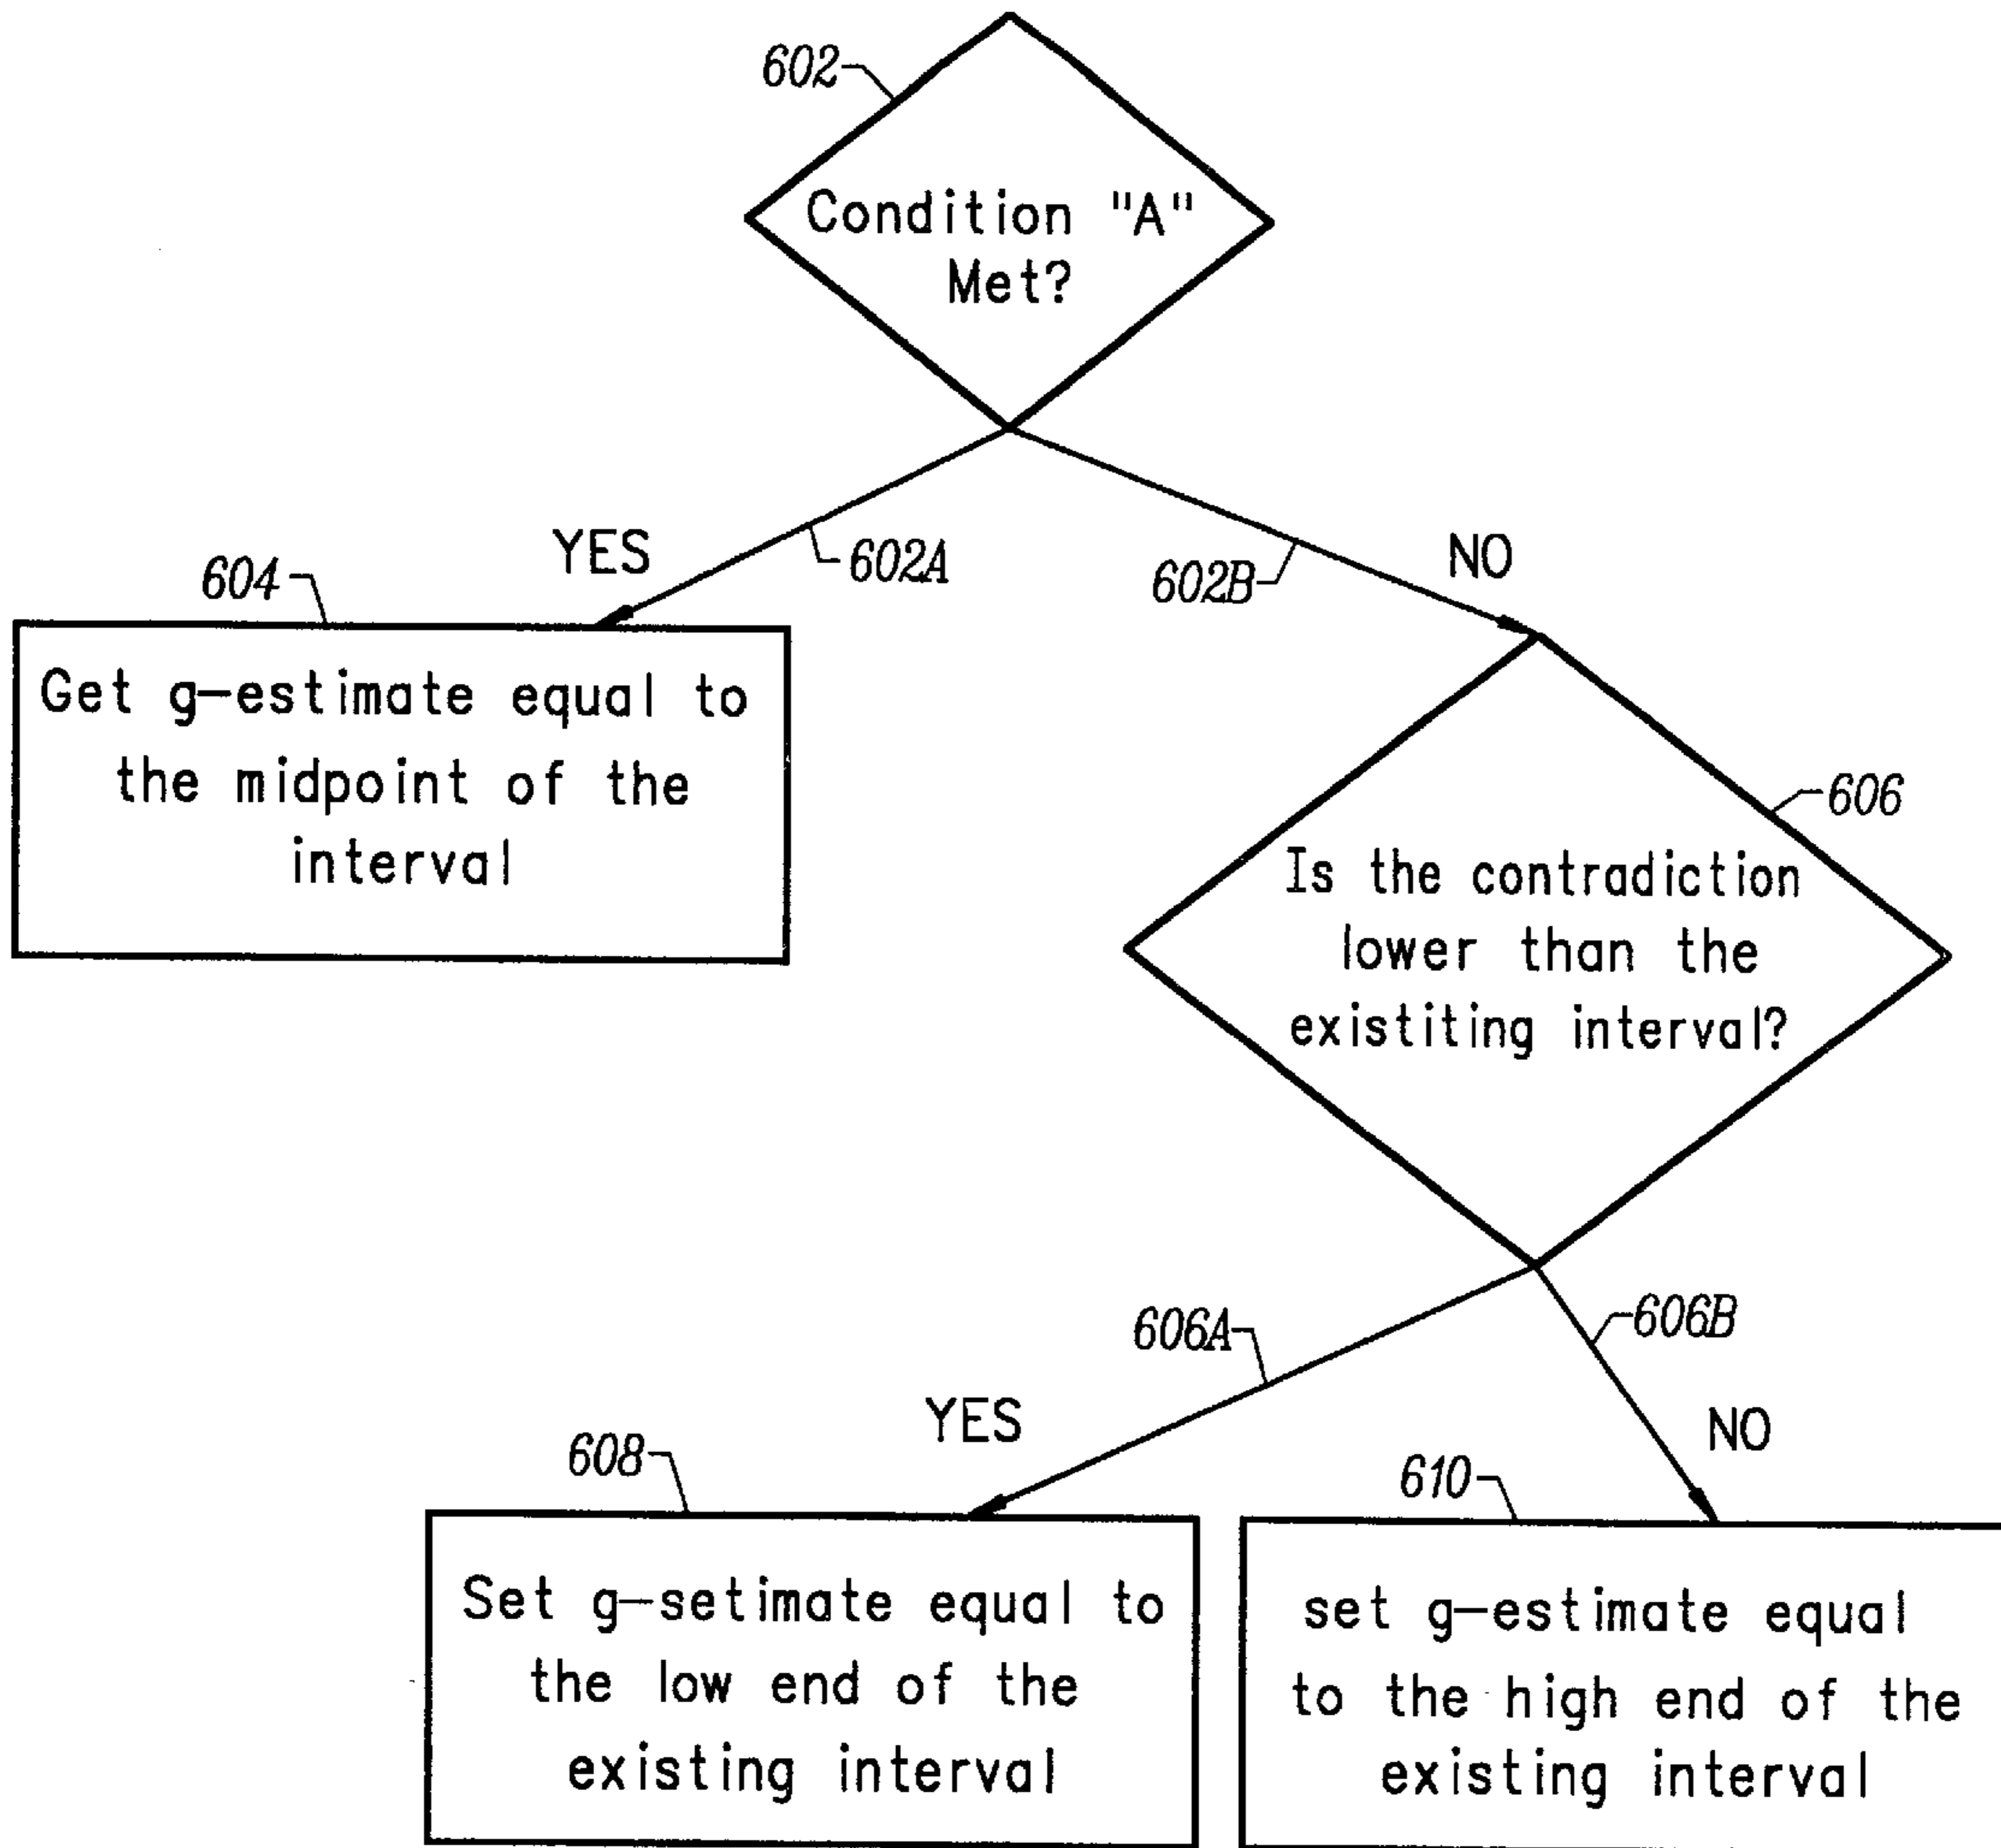 602
Condition "A"
Met?
YES
602A
602B
NO
604
Get g-estimate equal to
the midpoint of the
interval
606
Is the contradiction
lower than the
existiting interval?
606A
606B
YES
NO
608
610
Set g-setimate equal to
the low end of the
existing interval
set g-estimate equal
to the high end of the
existing interval